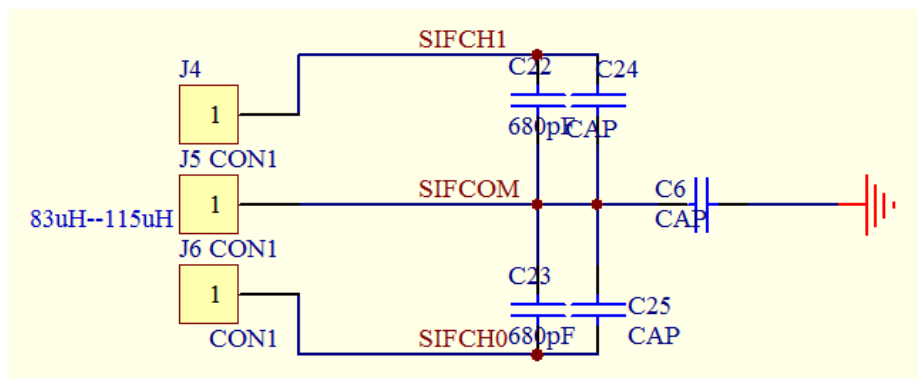 SIFCH1
J4
C22
C24
1
680pF
CAP
J5 CON1
1
SIFCOM
C6
CAP
83uH--115uH
J6 CON1
1
C23
C25
CON1
SIFCH0
680pF
CAP